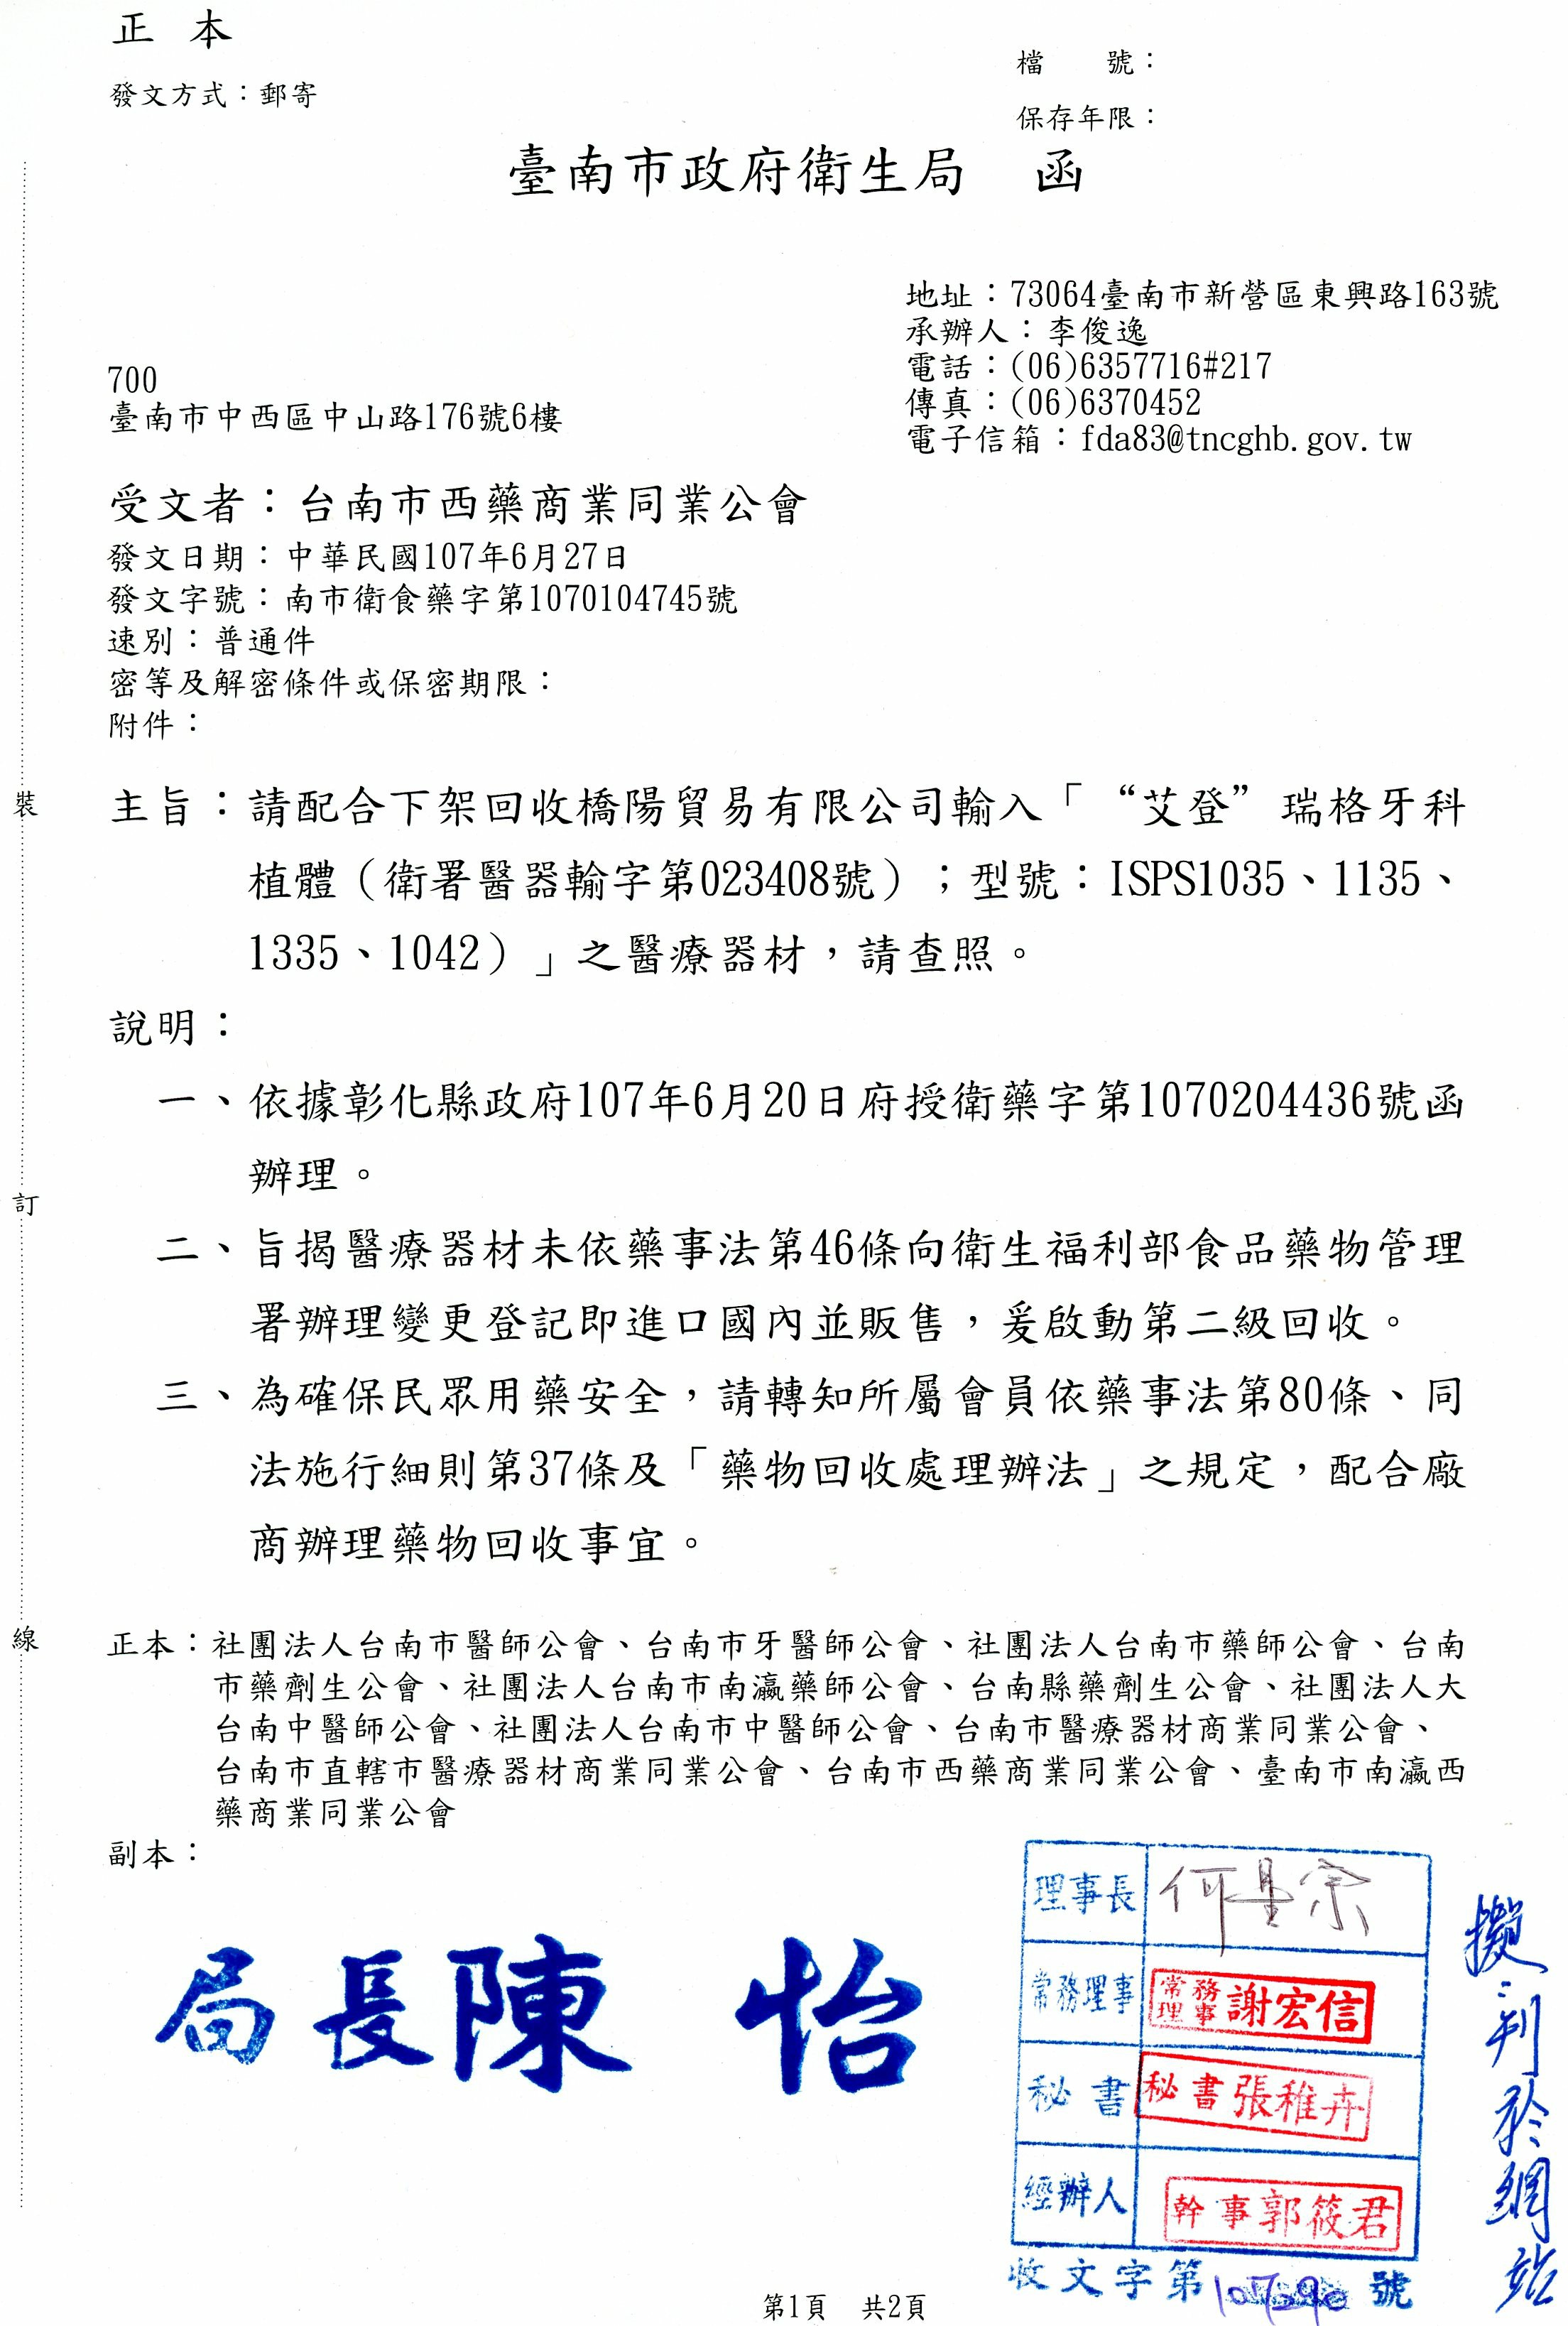 正本
發文方式：郵寄
檔　　號：
保存年限：
臺南市政府衛生局　函
地址：73064臺南市新營區東興路163號
承辦人：李俊逸
電話：(06)6357716#217
傳真：(06)6370452
電子信箱：fda83@tncghb.gov.tw
700
臺南市中西區中山路176號6樓
受文者：台南市西藥商業同業公會
發文日期：中華民國107年6月27日
發文字號：南市衛食藥字第1070104745號
速別：普通件
密等及解密條件或保密期限：
附件：
主旨：請配合下架回收橋陽貿易有限公司輸入「“艾登”瑞格牙科
植體（衛署醫器輸字第023408號）；型號：ISPS1035、1135、
1335、1042）」之醫療器材，請查照。
說明：
一、依據彰化縣政府107年6月20日府授衛藥字第1070204436號函
辦理。
二、旨揭醫療器材未依藥事法第46條向衛生福利部食品藥物管理
署辦理變更登記即進口國內並販售，爰啟動第二級回收。
三、為確保民眾用藥安全，請轉知所屬會員依藥事法第80條、同
法施行細則第37條及「藥物回收處理辦法」之規定，配合廠
商辦理藥物回收事宜。
裝
訂
線
正本：社團法人台南市醫師公會、台南市牙醫師公會、社團法人台南市藥師公會、台南
市藥劑生公會、社團法人台南市南瀛藥師公會、台南縣藥劑生公會、社團法人大
台南中醫師公會、社團法人台南市中醫師公會、台南市醫療器材商業同業公會、
台南市直轄市醫療器材商業同業公會、台南市西藥商業同業公會、臺南市南瀛西
藥商業同業公會
副本：
局長陳　怡
理事長
常務理事 常務理事謝宏信
秘書 秘書張稚卉
經辦人 幹事郭筱君
收文字第 號
擬：刊於網站
第1頁　共2頁